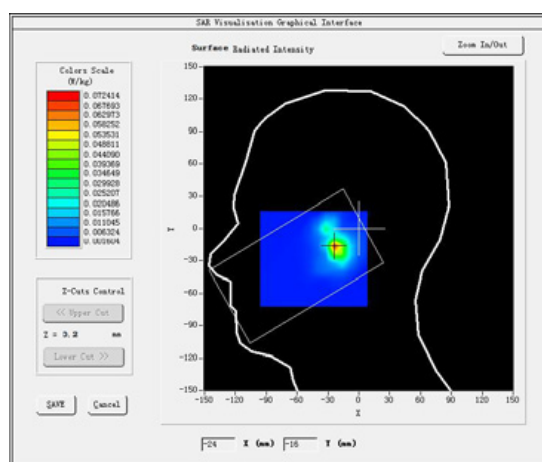 SAR Visualisation Graphical Interface
Surface Radiated Intensity
Zoom In/Out
Colors Scale
(W/kg)
0.072414
0.067693
0.062973
0.058252
0.053531
0.048811
0.044090
0.039369
0.034649
0.029928
0.025207
0.020486
0.015766
0.011045
0.006324
0.001604
150
120
90
60
30
0
-30
-60
-90
-120
-150
Y
-150 -120 -90 -60 -30 0 30 60 90 120 150
X
Z-Cuts Control
<< Upper Cut
Z = 3.2 mm
Lower Cut >>
SAVE Cancel
-24 X (mm) -16 Y (mm)